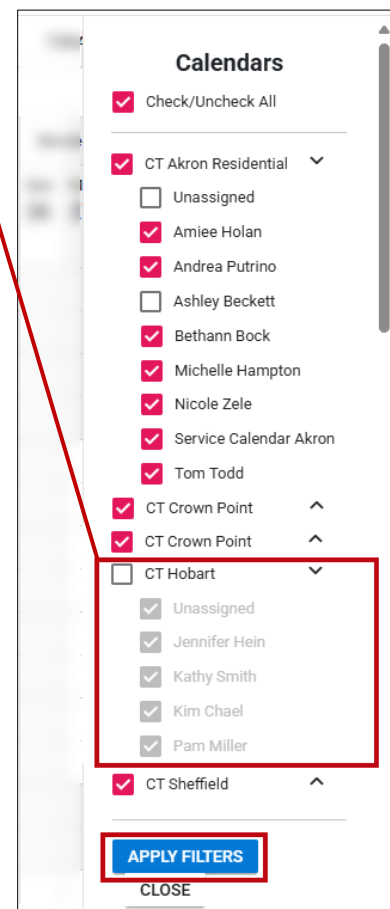 Calendars
Check/Uncheck All
CT Akron Residential
Unassigned
Amiee Holan
Andrea Putrino
Ashley Beckett
Bethann Bock
Michelle Hampton
Nicole Zele
Service Calendar Akron
Tom Todd
CT Crown Point
CT Crown Point
CT Hobart
Unassigned
Jennifer Hein
Kathy Smith
Kim Chael
Pam Miller
CT Sheffield
APPLY FILTERS
CLOSE